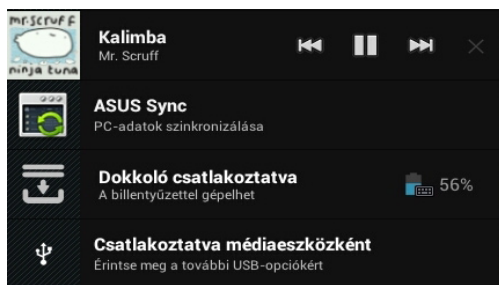 mr.scruff
ninja tuna
Kalimba
Mr. Scruff
ASUS Sync
PC-adatok szinkronizálása
Dokkoló csatlakoztatva
A billentyűzettel gépelhet
56%
Csatlakoztatva médiaeszközként
Érintse meg a további USB-opciókért